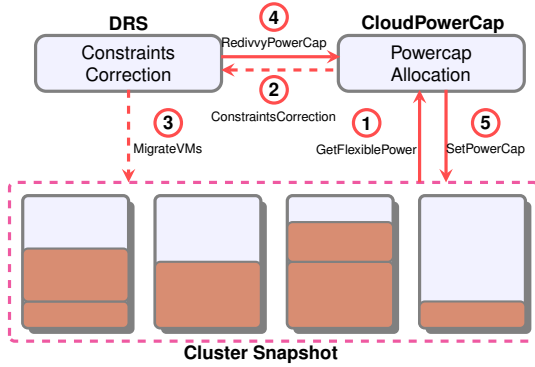 DRS
CloudPowerCap
4
Constraints
Correction
RedivvyPowerCap
Powercap
Allocation
2
ConstraintsCorrection
3
MigrateVMs
1
GetFlexiblePower
5
SetPowerCap
Cluster Snapshot